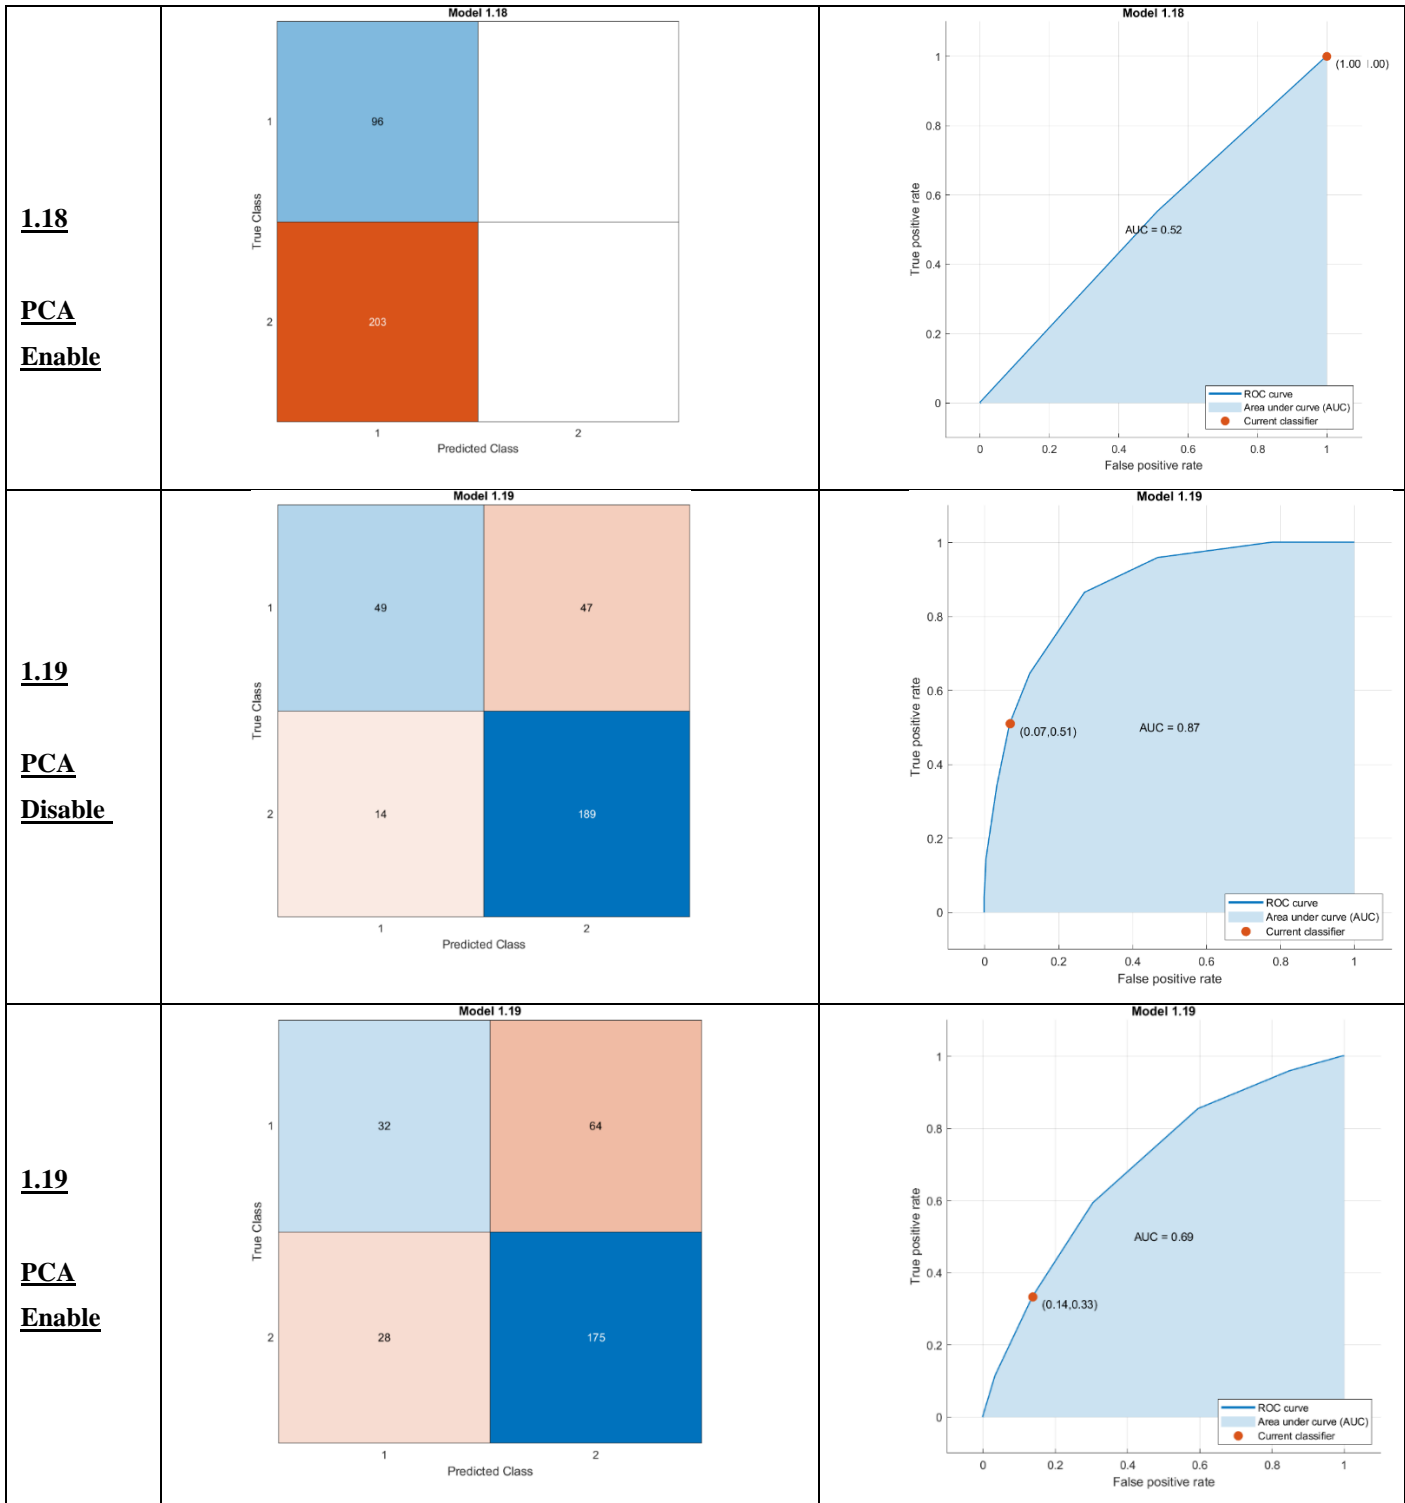 1.18
PCA
Enable
Model 1.18
1
96
2
203
1
2
True Class
Predicted Class
Model 1.18
1
0.8
0.6
0.4
0.2
0
0
0.2
0.4
0.6
0.8
1
True positive rate
False positive rate
(1.00 1.00)
AUC = 0.52
ROC curve
Area under curve (AUC)
Current classifier
1.19
PCA
Disable
Model 1.19
1
49
47
2
14
189
1
2
True Class
Predicted Class
Model 1.19
1
0.8
0.6
0.4
0.2
0
0
0.2
0.4
0.6
0.8
1
True positive rate
False positive rate
(0.07,0.51)
AUC = 0.87
ROC curve
Area under curve (AUC)
Current classifier
1.19
PCA
Enable
Model 1.19
1
32
64
2
28
175
1
2
True Class
Predicted Class
Model 1.19
1
0.8
0.6
0.4
0.2
0
0
0.2
0.4
0.6
0.8
1
True positive rate
False positive rate
(0.14,0.33)
AUC = 0.69
ROC curve
Area under curve (AUC)
Current classifier